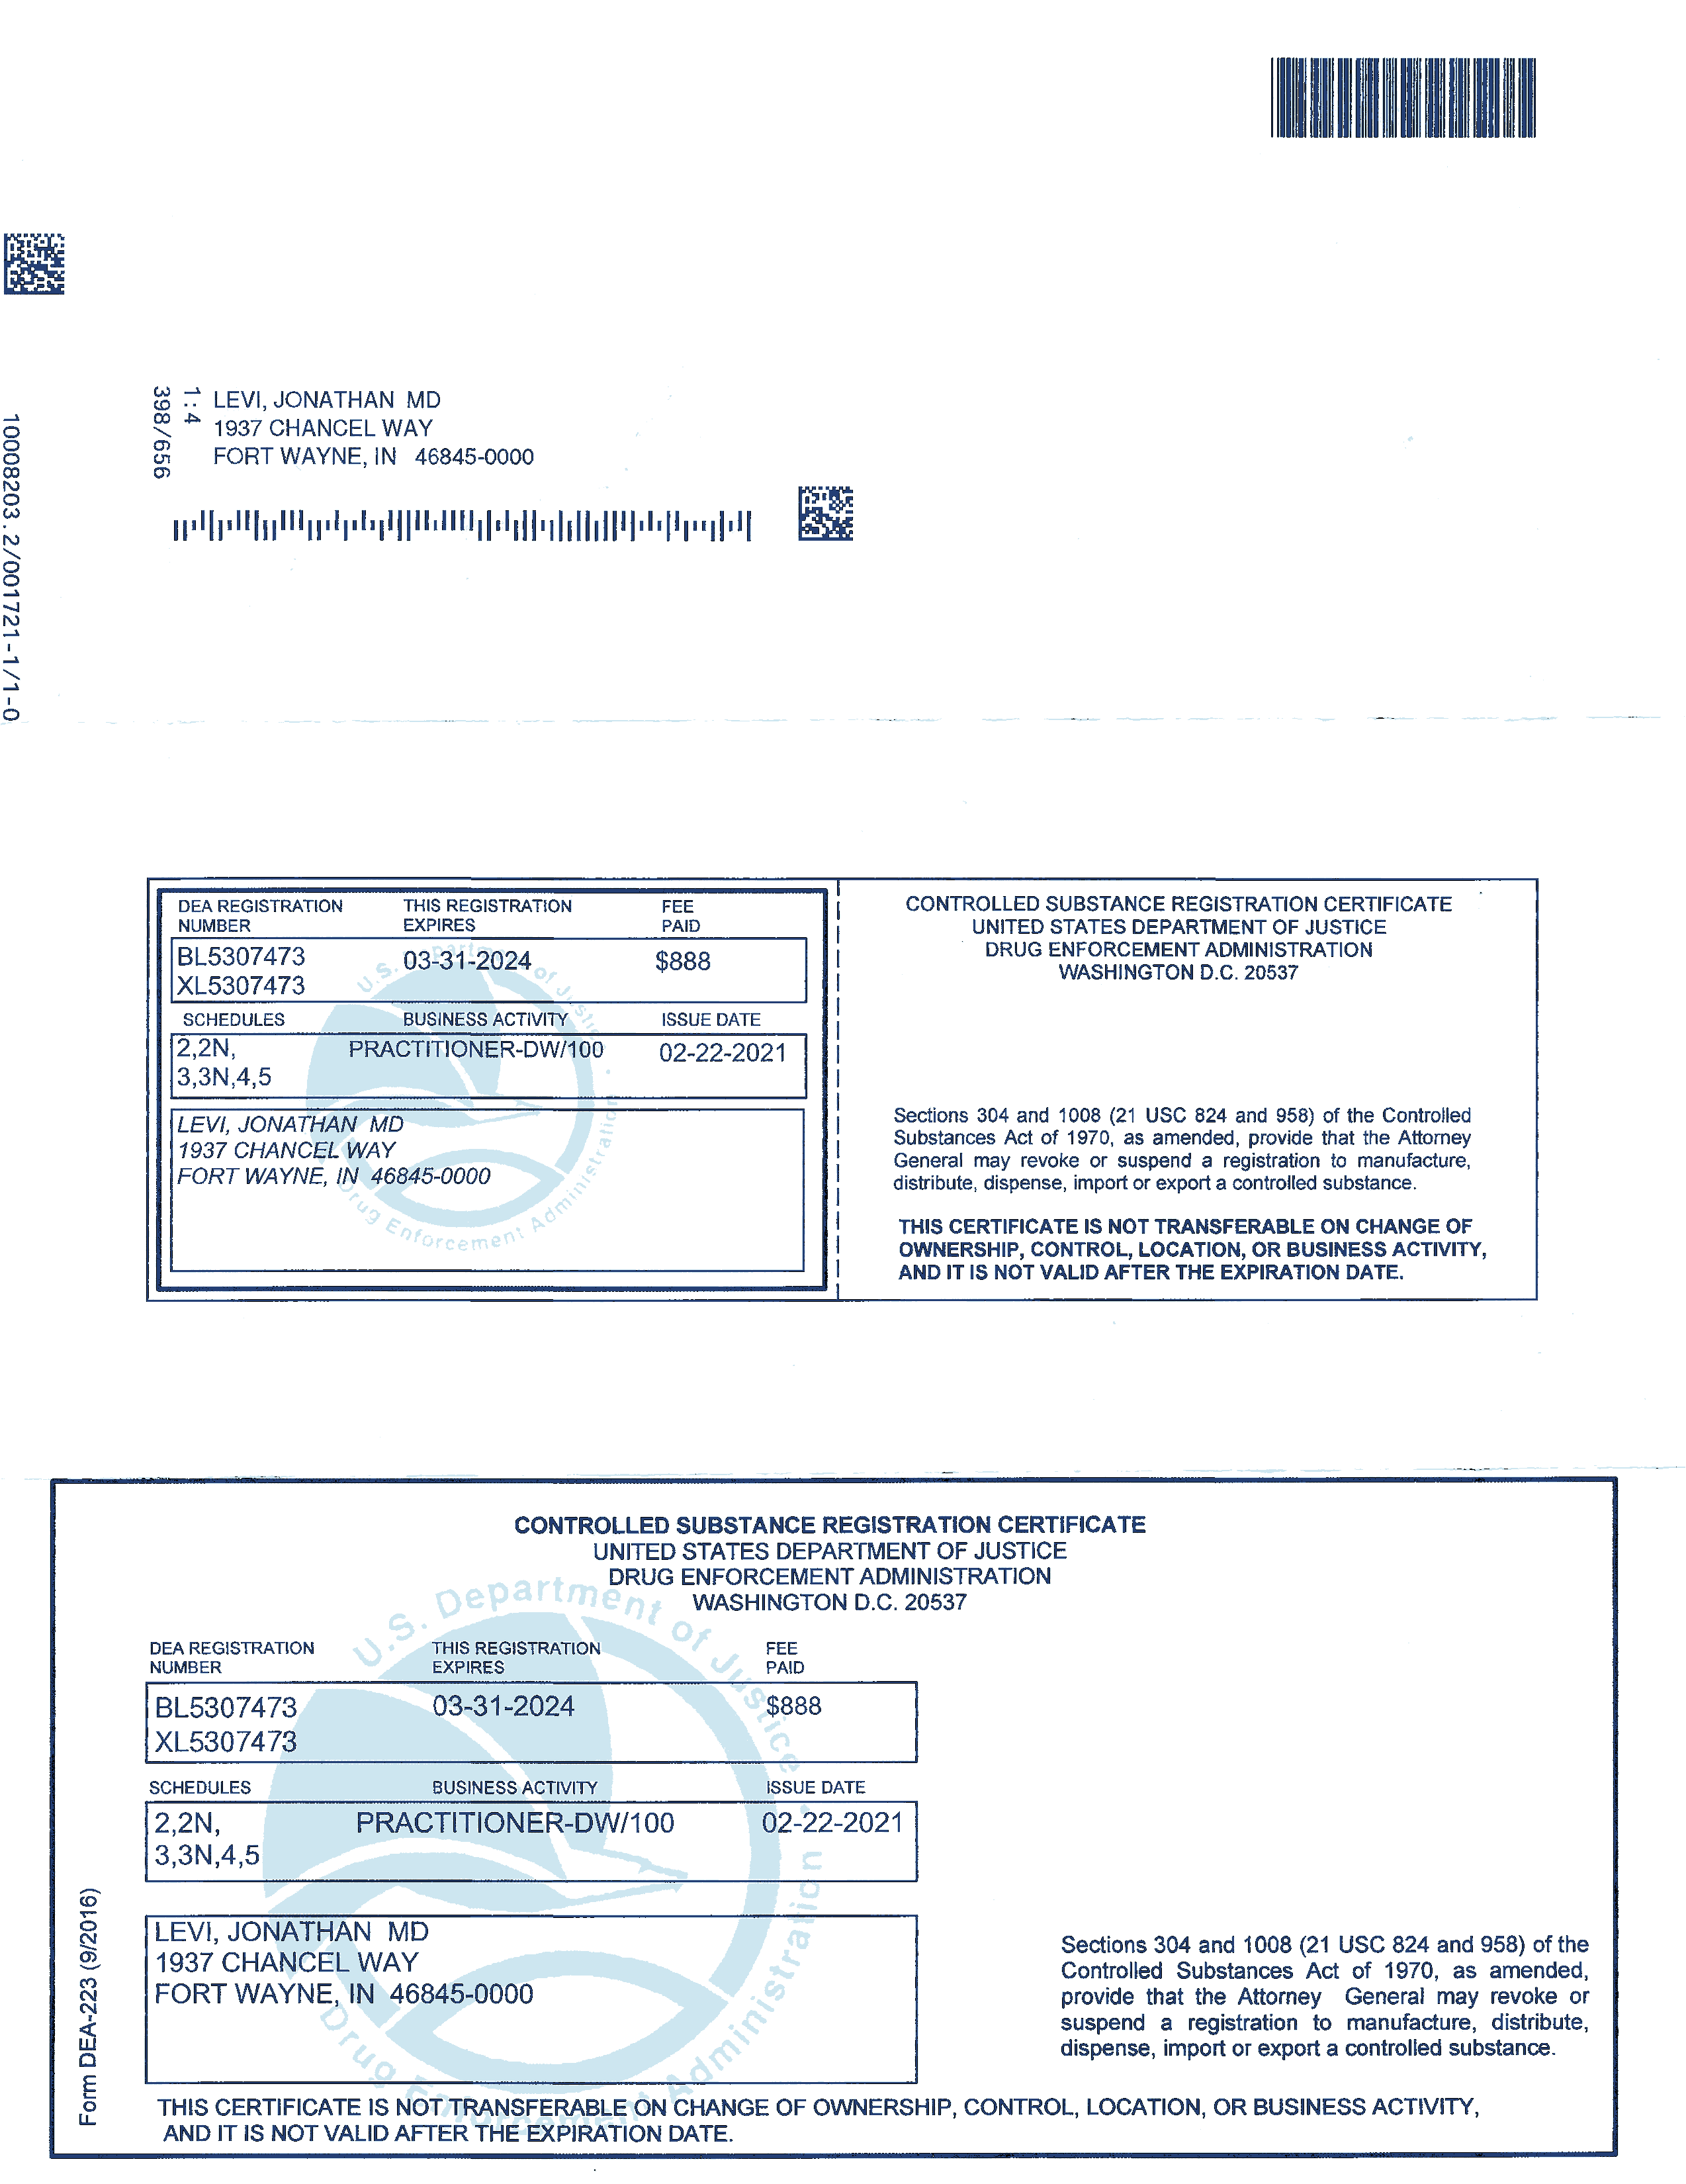 1:4
398/656
LEVI, JONATHAN MD
1937 CHANCEL WAY
FORT WAYNE, IN 46845-0000
10008203.2/001721-1/1-0
DEA REGISTRATION NUMBER
THIS REGISTRATION EXPIRES
FEE PAID
BL5307473
XL5307473
03-31-2024
$888
SCHEDULES
BUSINESS ACTIVITY
ISSUE DATE
2,2N,
3,3N,4,5
PRACTITIONER-DW/100
02-22-2021
LEVI, JONATHAN MD
1937 CHANCEL WAY
FORT WAYNE, IN 46845-0000
U.S. Department of Justice
Drug Enforcement Administration
CONTROLLED SUBSTANCE REGISTRATION CERTIFICATE
UNITED STATES DEPARTMENT OF JUSTICE
DRUG ENFORCEMENT ADMINISTRATION
WASHINGTON D.C. 20537
Sections 304 and 1008 (21 USC 824 and 958) of the Controlled
Substances Act of 1970, as amended, provide that the Attorney
General may revoke or suspend a registration to manufacture,
distribute, dispense, import or export a controlled substance.
THIS CERTIFICATE IS NOT TRANSFERABLE ON CHANGE OF
OWNERSHIP, CONTROL, LOCATION, OR BUSINESS ACTIVITY,
AND IT IS NOT VALID AFTER THE EXPIRATION DATE.
CONTROLLED SUBSTANCE REGISTRATION CERTIFICATE
UNITED STATES DEPARTMENT OF JUSTICE
DRUG ENFORCEMENT ADMINISTRATION
WASHINGTON D.C. 20537
DEA REGISTRATION NUMBER
THIS REGISTRATION EXPIRES
FEE PAID
BL5307473
XL5307473
03-31-2024
$888
SCHEDULES
BUSINESS ACTIVITY
ISSUE DATE
2,2N,
3,3N,4,5
PRACTITIONER-DW/100
02-22-2021
LEVI, JONATHAN MD
1937 CHANCEL WAY
FORT WAYNE, IN 46845-0000
U.S. Department of Justice
Drug Enforcement Administration
Form DEA-223 (9/2016)
Sections 304 and 1008 (21 USC 824 and 958) of the
Controlled Substances Act of 1970, as amended,
provide that the Attorney General may revoke or
suspend a registration to manufacture, distribute,
dispense, import or export a controlled substance.
THIS CERTIFICATE IS NOT TRANSFERABLE ON CHANGE OF OWNERSHIP, CONTROL, LOCATION, OR BUSINESS ACTIVITY,
AND IT IS NOT VALID AFTER THE EXPIRATION DATE.